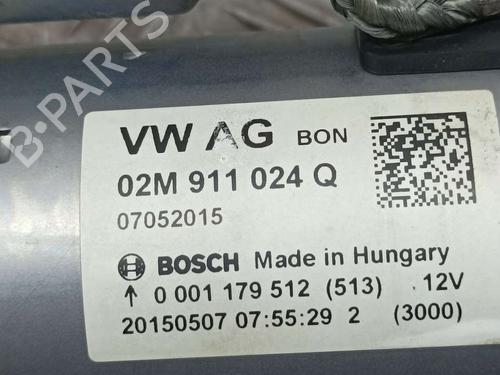 B-PARTS
VW AG BON
02M 911 024 Q
07052015
BOSCH Made in Hungary
↑ 0 001 179 512 (513) 12V
20150507 07:55:29 2 (3000)